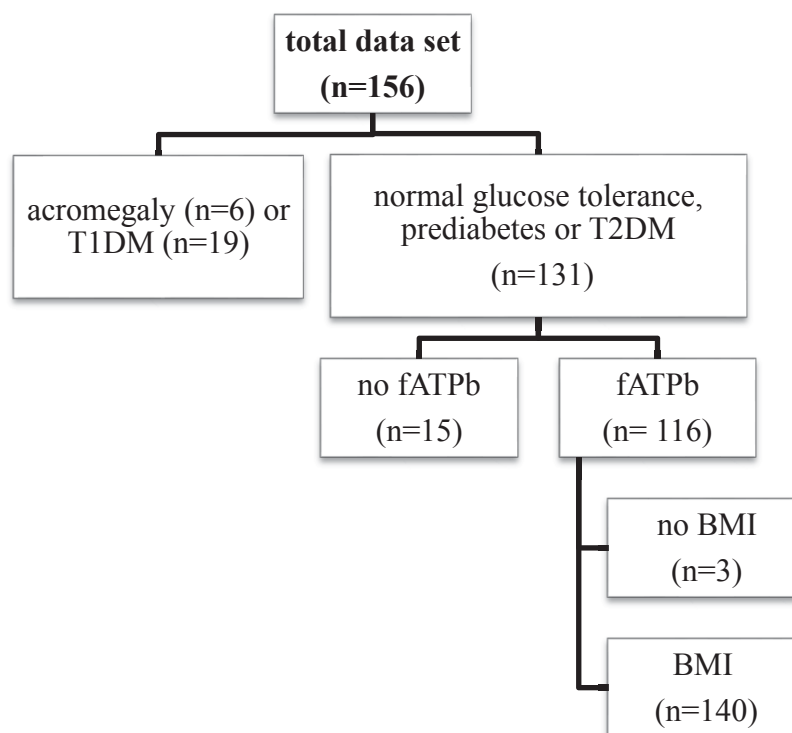 total data set
(n=156)
acromegaly (n=6) or
T1DM (n=19)
normal glucose tolerance,
prediabetes or T2DM
(n=131)
no fATPb
(n=15)
fATPb
(n= 116)
no BMI
(n=3)
BMI
(n=140)